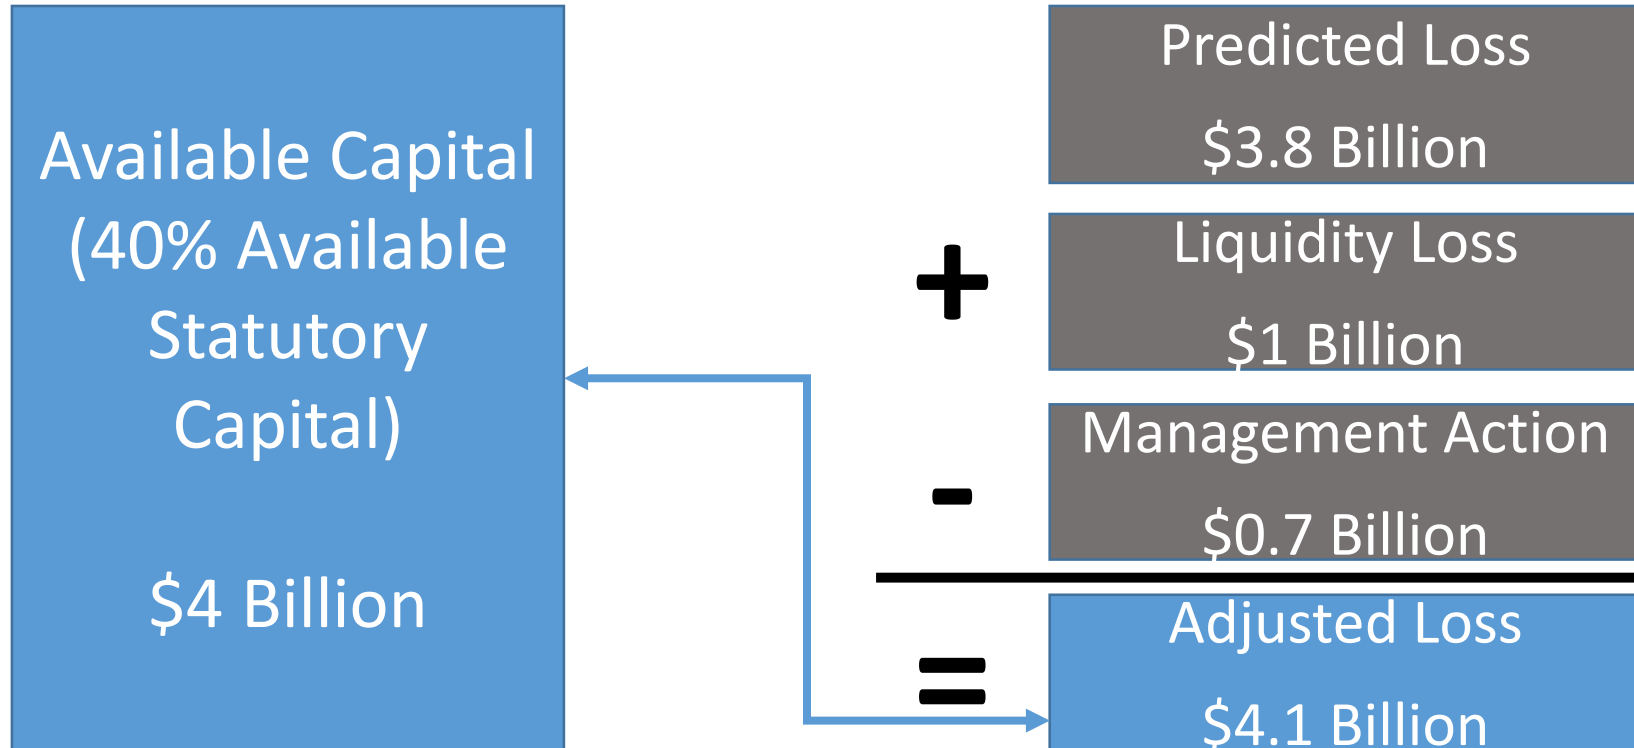 Available Capital
(40% Available
Statutory
Capital)
$4 Billion
Predicted Loss
$3.8 Billion
+
Liquidity Loss
$1 Billion
-
Management Action
$0.7 Billion
=
Adjusted Loss
$4.1 Billion